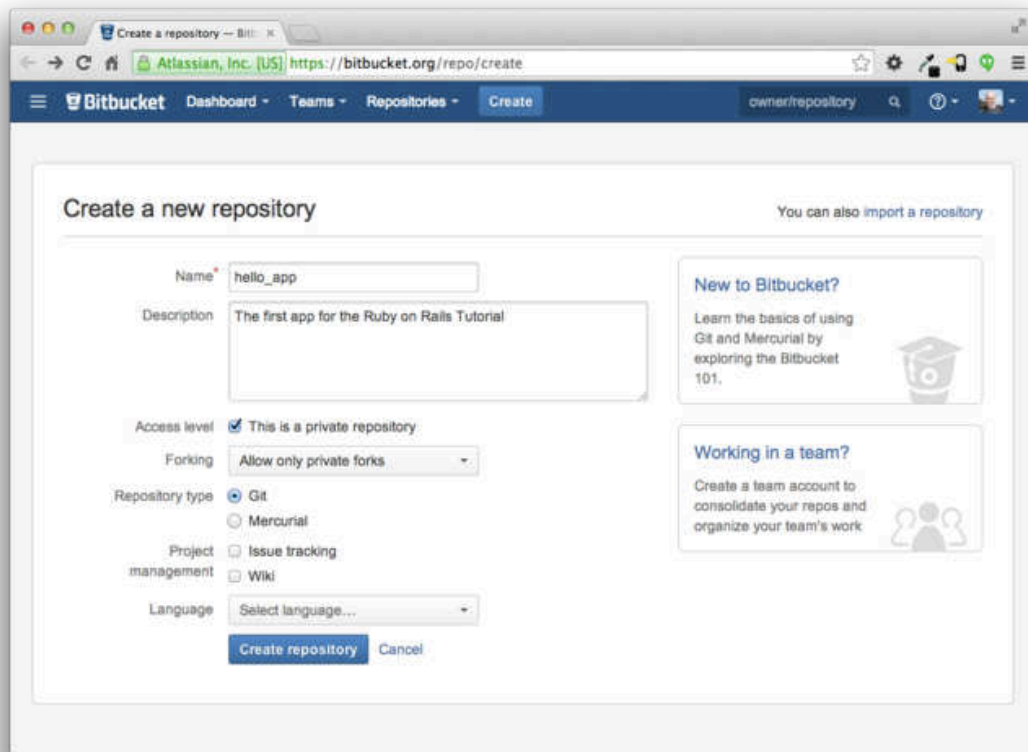 Create a repository — Bit
Atlassian, Inc. [US] https://bitbucket.org/repo/create
Bitbucket Dashboard Teams Repositories Create owner/repository
Create a new repository
You can also import a repository
Name* hello_app
Description The first app for the Ruby on Rails Tutorial
Access level This is a private repository
Forking Allow only private forks
Repository type Git
Mercurial
Project management Issue tracking
Wiki
Language Select language...
Create repository Cancel
New to Bitbucket?
Learn the basics of using
Git and Mercurial by
exploring the Bitbucket
101.
Working in a team?
Create a team account to
consolidate your repos and
organize your team's work